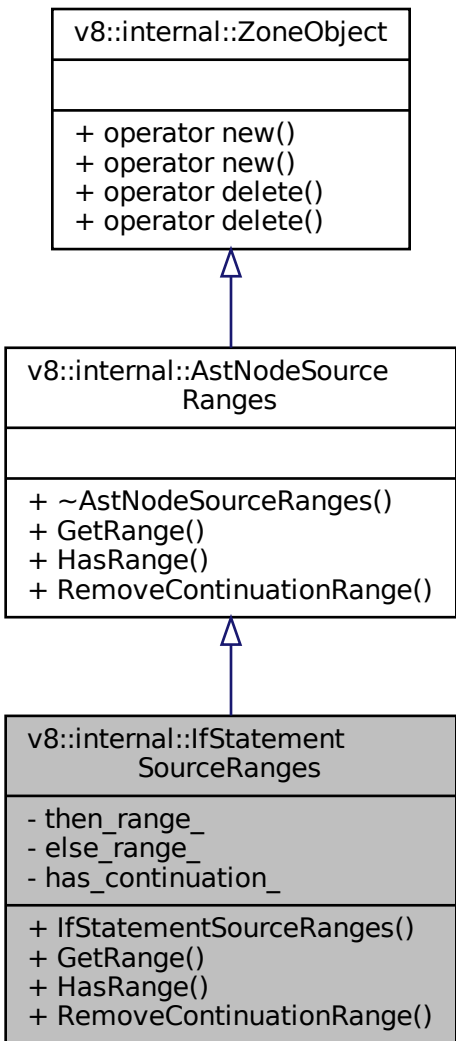 v8::internal::ZoneObject
+ operator new()
+ operator new()
+ operator delete()
+ operator delete()
v8::internal::AstNodeSource
Ranges
+ ~AstNodeSourceRanges()
+ GetRange()
+ HasRange()
+ RemoveContinuationRange()
v8::internal::IfStatement
SourceRanges
- then_range_
- else_range_
- has_continuation_
+ IfStatementSourceRanges()
+ GetRange()
+ HasRange()
+ RemoveContinuationRange()